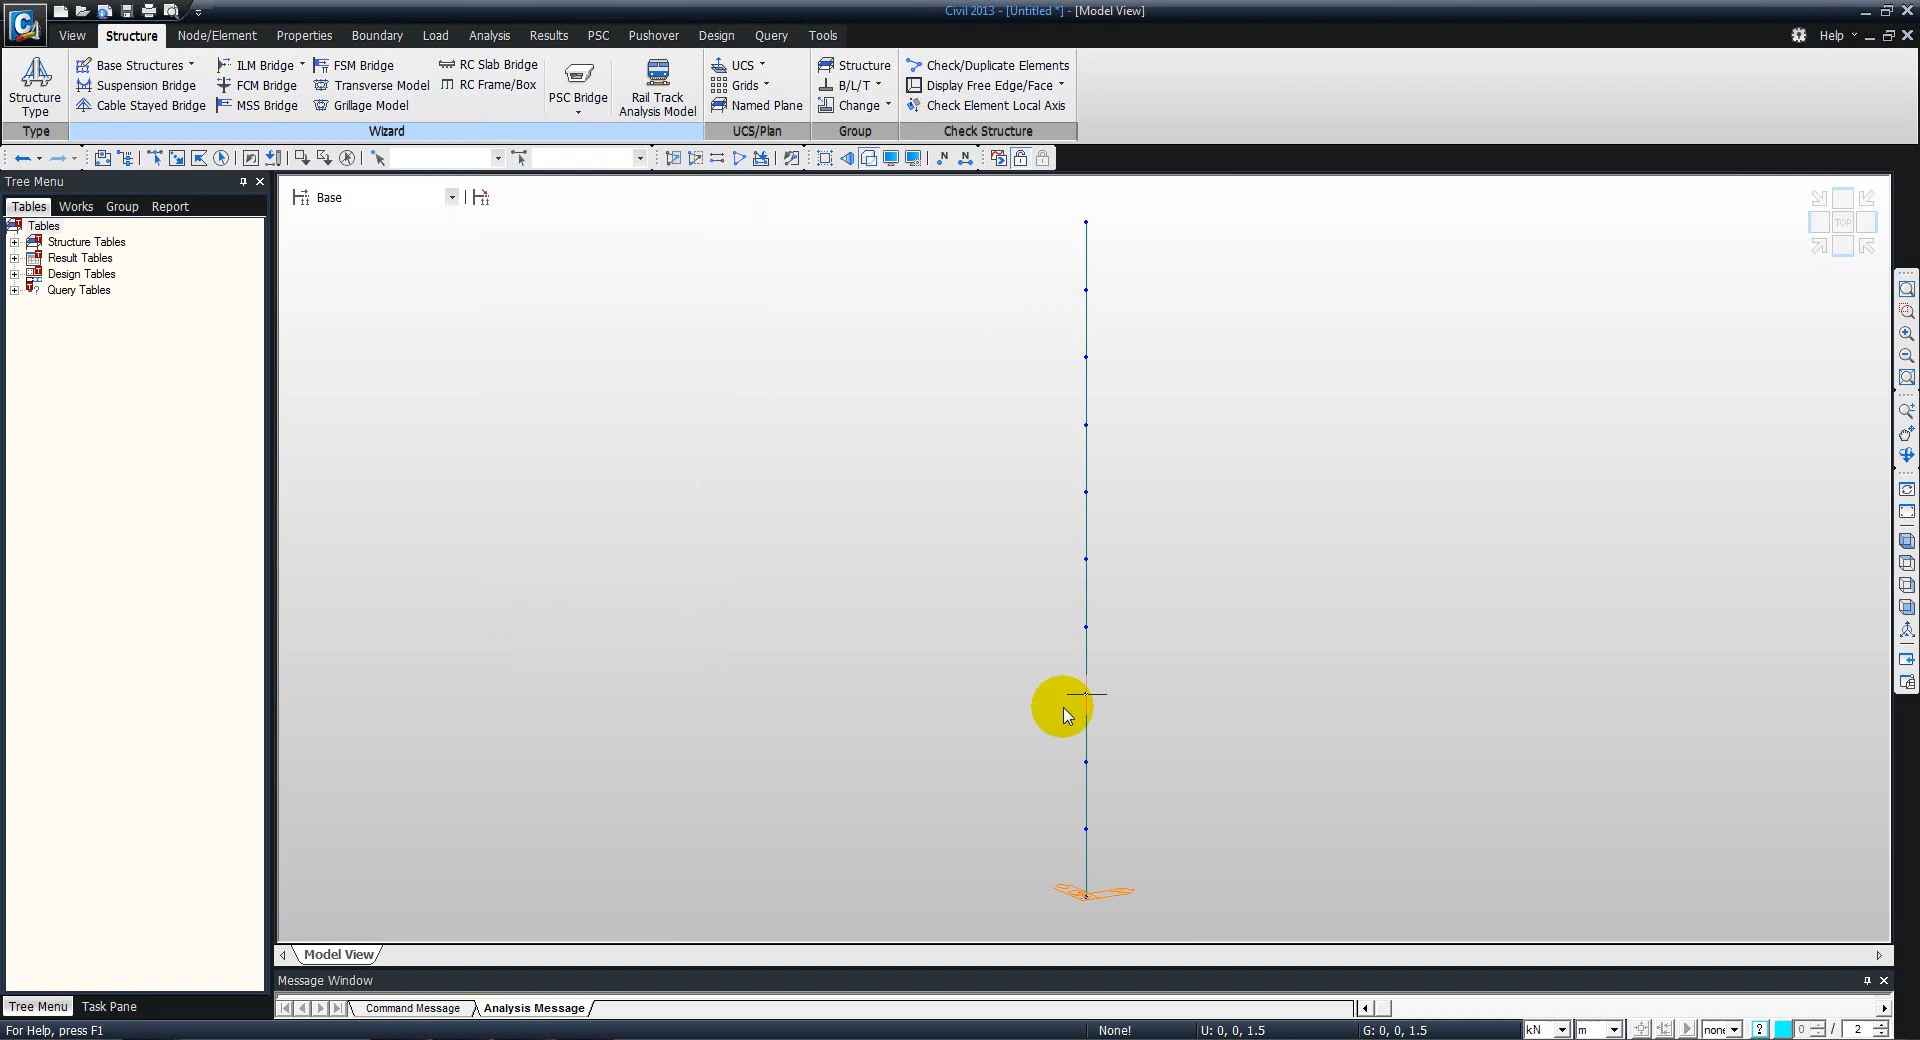 Civil 2013 - [Untitled *] - [Model View]
View Structure Node/Element Properties Boundary Load Analysis Results PSC Pushover Design Query Tools Help
Structure Type
Base Structures
Suspension Bridge
Cable Stayed Bridge
ILM Bridge
FCM Bridge
MSS Bridge
FSM Bridge
Transverse Model
Grillage Model
RC Slab Bridge
RC Frame/Box
PSC Bridge
Rail Track
Analysis Model
UCS
Grids
Named Plane
Structure
B/L/T
Change
Check/Duplicate Elements
Display Free Edge/Face
Check Element Local Axis
Type Wizard UCS/Plan Group Check Structure
Tree Menu
Tables Works Group Report
Tables
Structure Tables
Result Tables
Design Tables
Query Tables
Base
TOP
Model View
Message Window
Tree Menu Task Pane
Command Message Analysis Message
For Help, press F1
None! U: 0, 0, 1.5 G: 0, 0, 1.5 kN m none ? 0 / 2